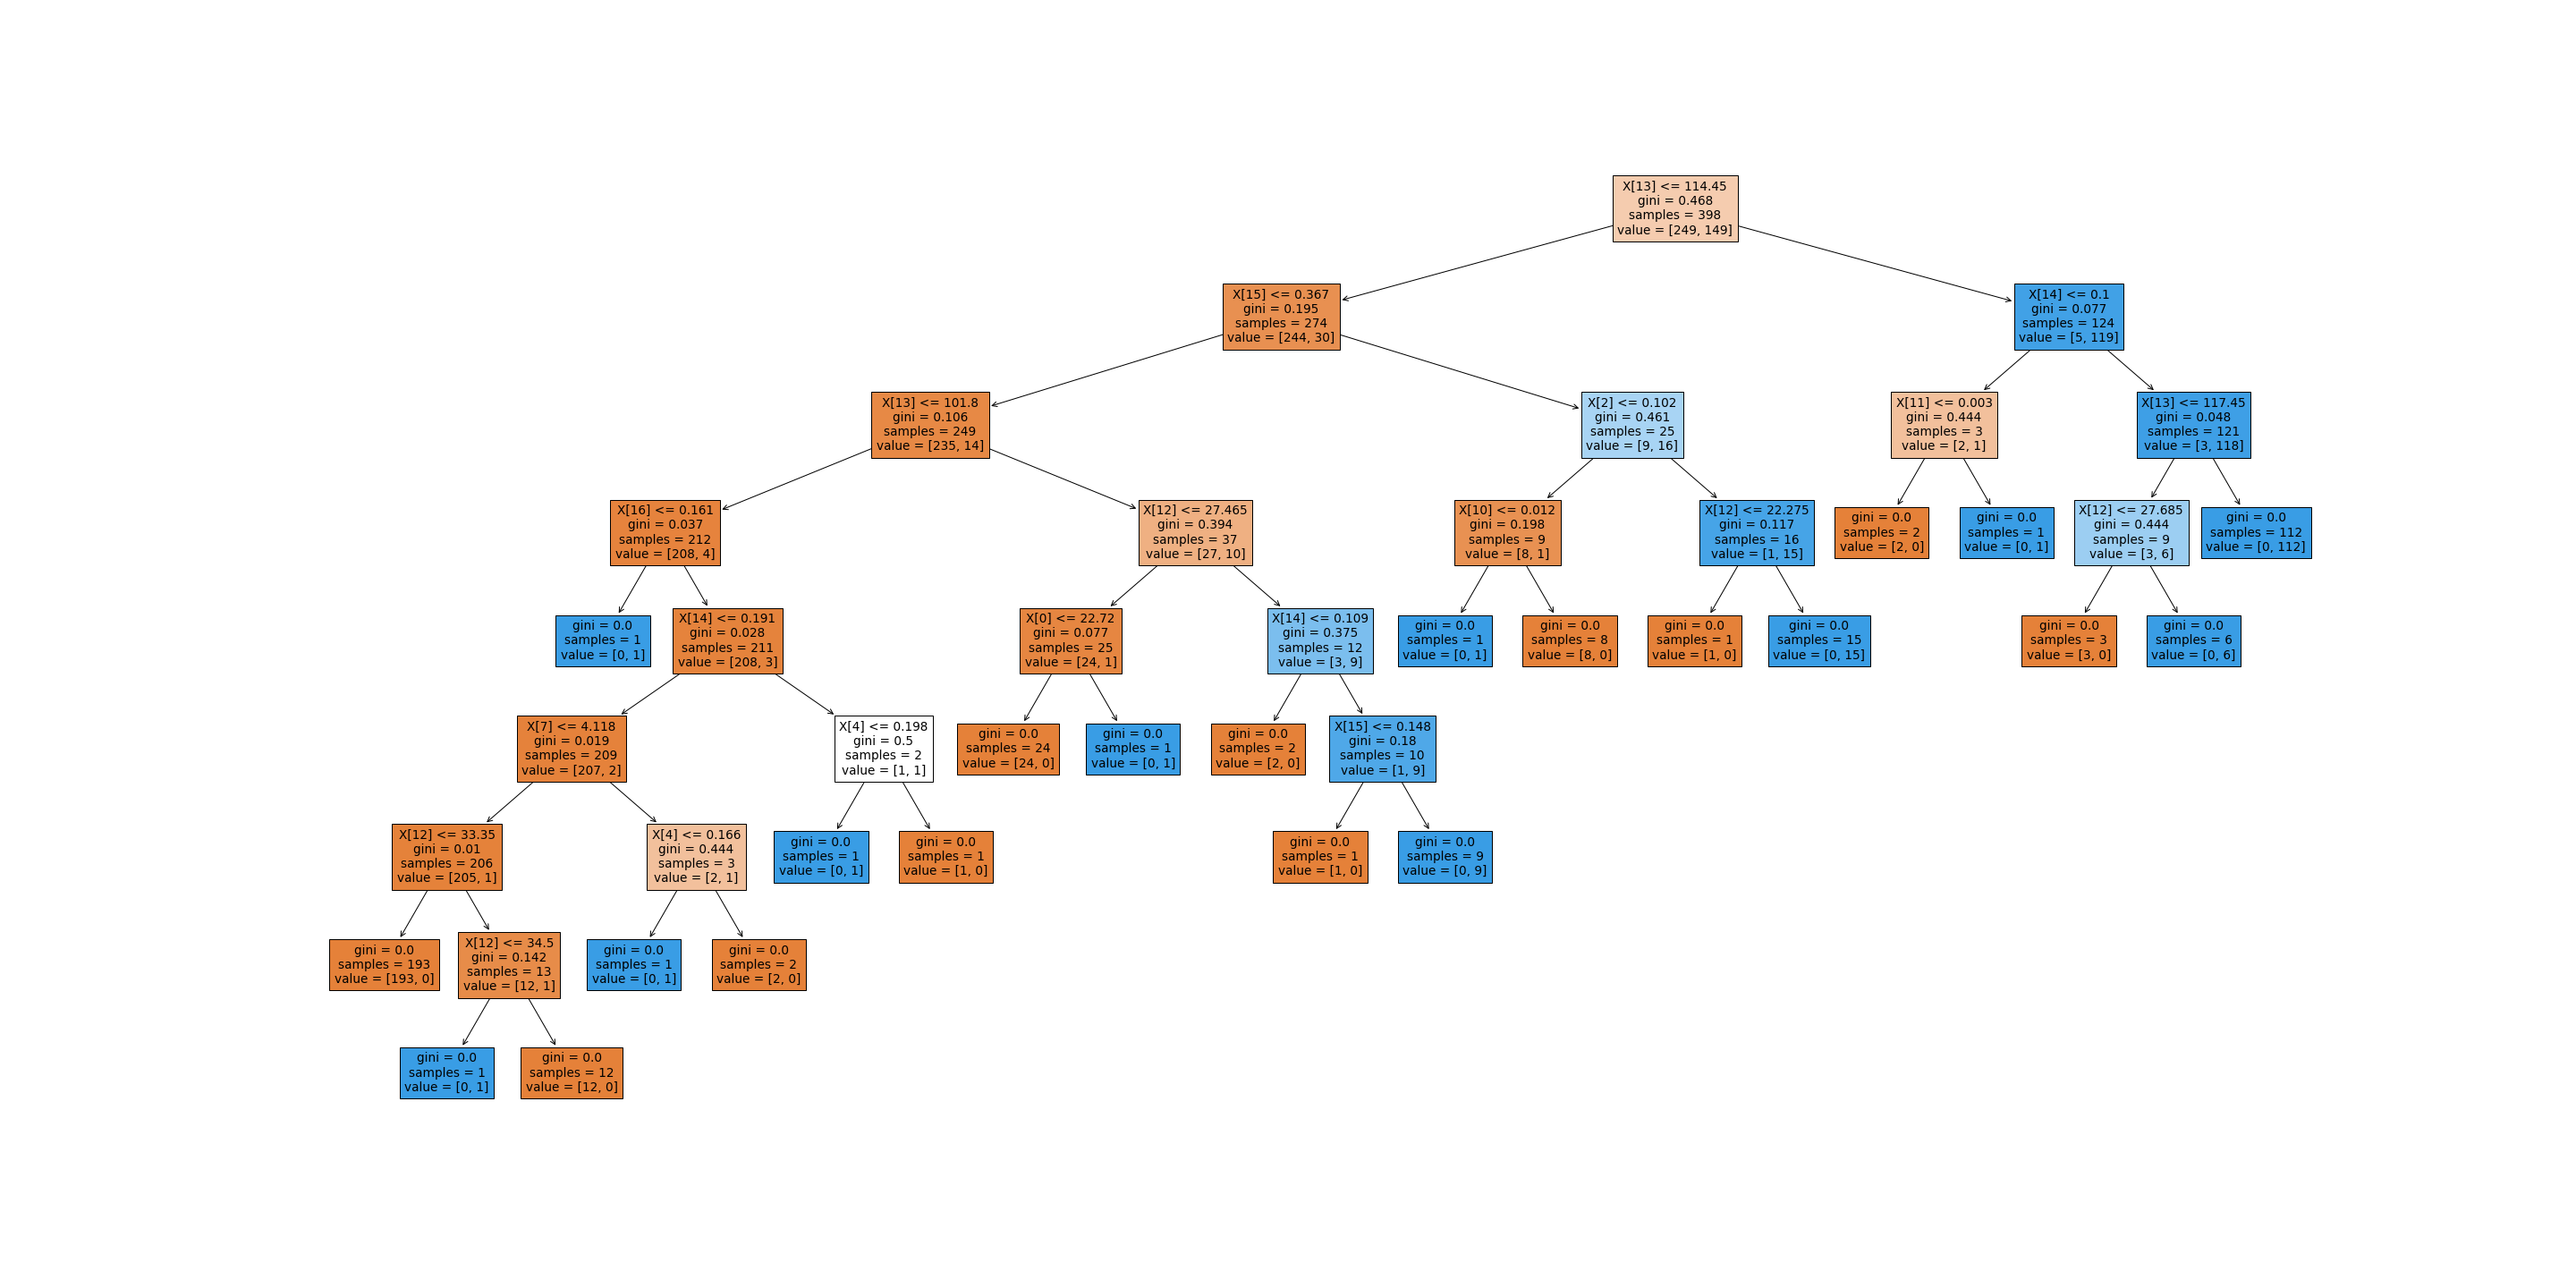 X[13] <= 114.45
gini = 0.468
samples = 398
value = [249, 149]
X[15] <= 0.367
gini = 0.195
samples = 274
value = [244, 30]
X[14] <= 0.1
gini = 0.077
samples = 124
value = [5, 119]
X[13] <= 101.8
gini = 0.106
samples = 249
value = [235, 14]
X[2] <= 0.102
gini = 0.461
samples = 25
value = [9, 16]
X[11] <= 0.003
gini = 0.444
samples = 3
value = [2, 1]
X[13] <= 117.45
gini = 0.048
samples = 121
value = [3, 118]
X[16] <= 0.161
gini = 0.037
samples = 212
value = [208, 4]
X[12] <= 27.465
gini = 0.394
samples = 37
value = [27, 10]
X[10] <= 0.012
gini = 0.198
samples = 9
value = [8, 1]
X[12] <= 22.275
gini = 0.117
samples = 16
value = [1, 15]
gini = 0.0
samples = 2
value = [2, 0]
gini = 0.0
samples = 1
value = [0, 1]
X[12] <= 27.685
gini = 0.444
samples = 9
value = [3, 6]
gini = 0.0
samples = 112
value = [0, 112]
gini = 0.0
samples = 1
value = [0, 1]
X[14] <= 0.191
gini = 0.028
samples = 211
value = [208, 3]
X[0] <= 22.72
gini = 0.077
samples = 25
value = [24, 1]
X[14] <= 0.109
gini = 0.375
samples = 12
value = [3, 9]
gini = 0.0
samples = 1
value = [0, 1]
gini = 0.0
samples = 8
value = [8, 0]
gini = 0.0
samples = 1
value = [1, 0]
gini = 0.0
samples = 15
value = [0, 15]
gini = 0.0
samples = 3
value = [3, 0]
gini = 0.0
samples = 6
value = [0, 6]
X[7] <= 4.118
gini = 0.019
samples = 209
value = [207, 2]
X[4] <= 0.198
gini = 0.5
samples = 2
value = [1, 1]
gini = 0.0
samples = 24
value = [24, 0]
gini = 0.0
samples = 1
value = [0, 1]
gini = 0.0
samples = 2
value = [2, 0]
X[15] <= 0.148
gini = 0.18
samples = 10
value = [1, 9]
X[12] <= 33.35
gini = 0.01
samples = 206
value = [205, 1]
X[4] <= 0.166
gini = 0.444
samples = 3
value = [2, 1]
gini = 0.0
samples = 1
value = [0, 1]
gini = 0.0
samples = 1
value = [1, 0]
gini = 0.0
samples = 1
value = [1, 0]
gini = 0.0
samples = 9
value = [0, 9]
gini = 0.0
samples = 193
value = [193, 0]
X[12] <= 34.5
gini = 0.142
samples = 13
value = [12, 1]
gini = 0.0
samples = 1
value = [0, 1]
gini = 0.0
samples = 2
value = [2, 0]
gini = 0.0
samples = 1
value = [0, 1]
gini = 0.0
samples = 12
value = [12, 0]